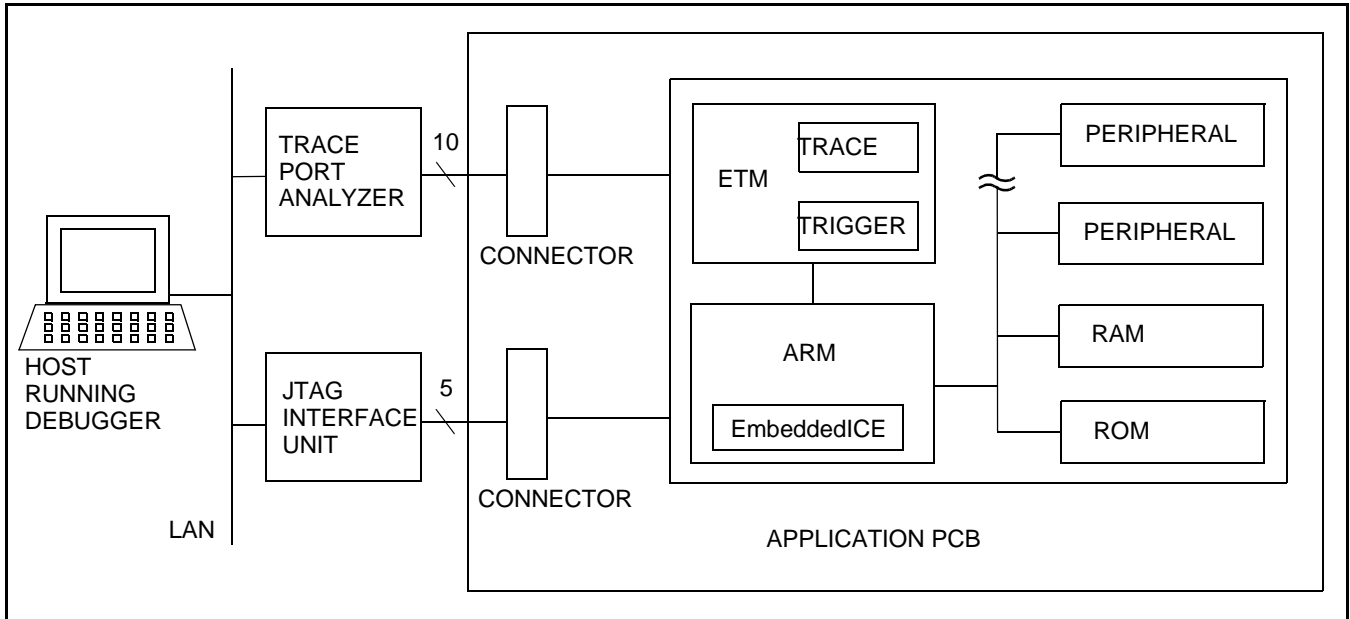 HOST
RUNNING
DEBUGGER
LAN
TRACE
PORT
ANALYZER
10
CONNECTOR
JTAG
INTERFACE
UNIT
5
CONNECTOR
ETM
TRACE
TRIGGER
ARM
EmbeddedICE
PERIPHERAL
PERIPHERAL
RAM
ROM
APPLICATION PCB